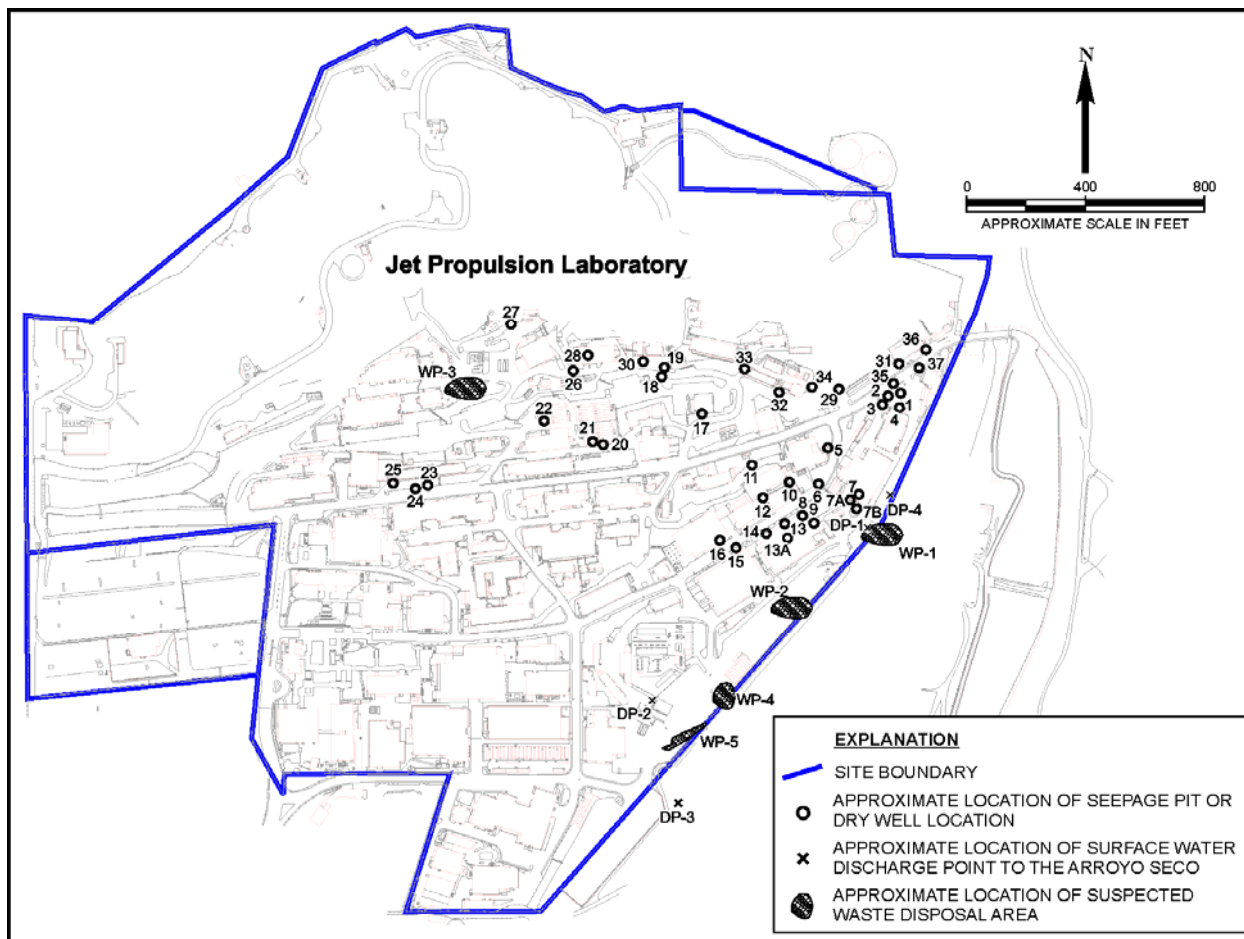 N
0 400 800
APPROXIMATE SCALE IN FEET
Jet Propulsion Laboratory
27
36
28
30
19
33
31
37
WP-3
26
18
34
35
29
2
32
3
1
4
22
17
21
20
5
11
25
23
24
10
6
7
7A
DP-4
12
8
9
7B
DP-1
14
13
16
15
13A
WP-1
WP-2
DP-2
WP-4
WP-5
DP-3
EXPLANATION
SITE BOUNDARY
APPROXIMATE LOCATION OF SEEPAGE PIT OR
DRY WELL LOCATION
APPROXIMATE LOCATION OF SURFACE WATER
DISCHARGE POINT TO THE ARROYO SECO
APPROXIMATE LOCATION OF SUSPECTED
WASTE DISPOSAL AREA